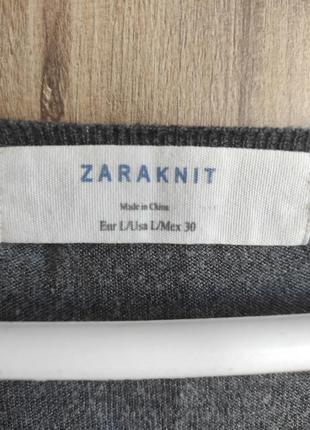 ZARAKNIT
Made in China
Eur L/Usa L/Mex 30